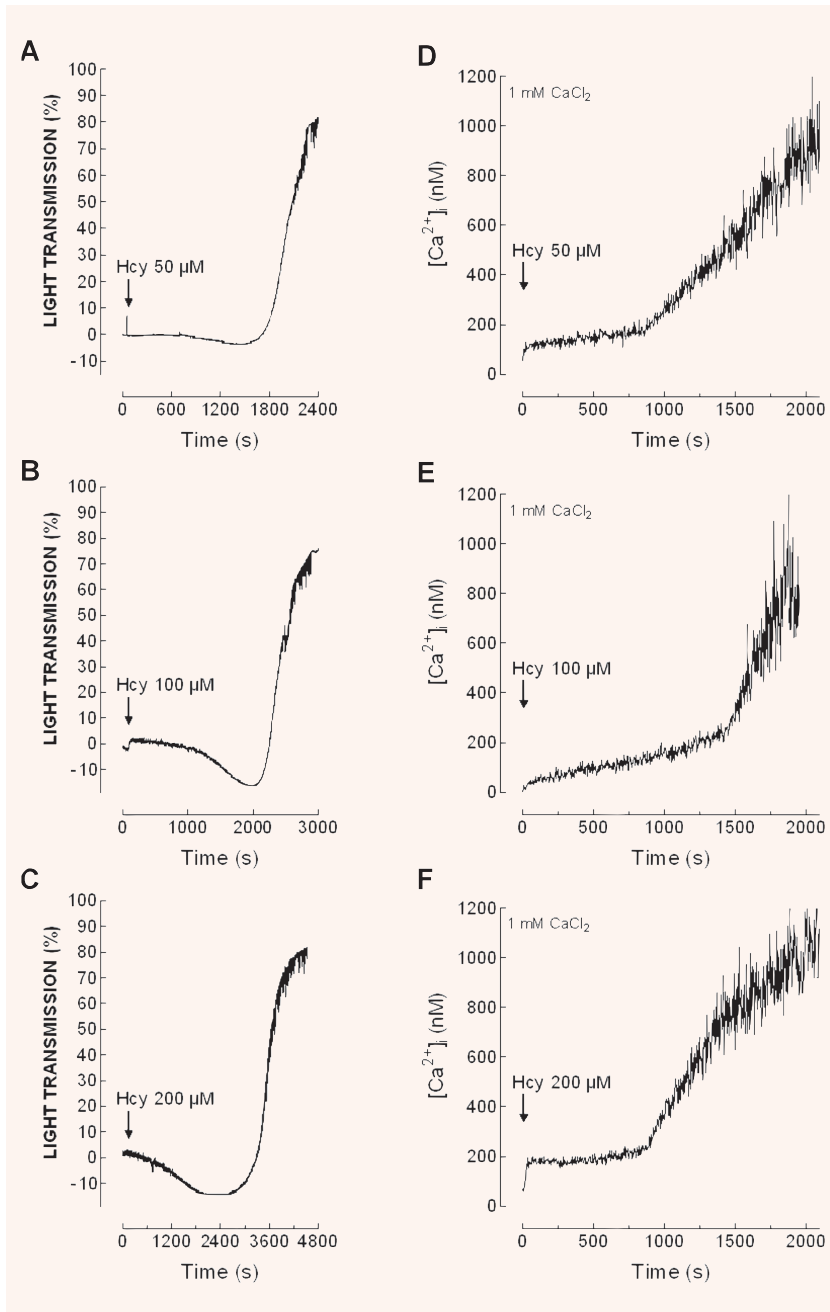 A
LIGHT TRANSMISSION (%)
100
90
80
70
60
50
40
30
20
10
0
-10
Hcy 50 µM
0 600 1200 1800 2400
Time (s)
D
[Ca2+]i (nM)
1200
1000
800
600
400
200
0
1 mM CaCl2
Hcy 50 µM
0 500 1000 1500 2000
Time (s)
B
LIGHT TRANSMISSION (%)
100
90
80
70
60
50
40
30
20
10
0
-10
Hcy 100 µM
0 1000 2000 3000
Time (s)
E
[Ca2+]i (nM)
1200
1000
800
600
400
200
0
1 mM CaCl2
Hcy 100 µM
0 500 1000 1500 2000
Time (s)
C
LIGHT TRANSMISSION (%)
100
90
80
70
60
50
40
30
20
10
0
-10
Hcy 200 µM
0 1200 2400 3600 4800
Time (s)
F
[Ca2+]i (nM)
1200
1000
800
600
400
200
0
1 mM CaCl2
Hcy 200 µM
0 500 1000 1500 2000
Time (s)